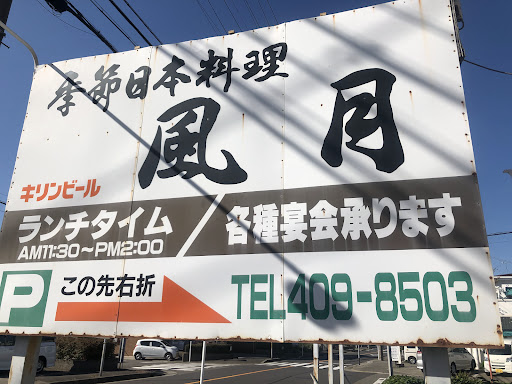 季節日本料理
風月
キリンビール
ランチタイム／各種宴会承ります
AM11:30～PM2:00
P この先右折
TEL409-8503